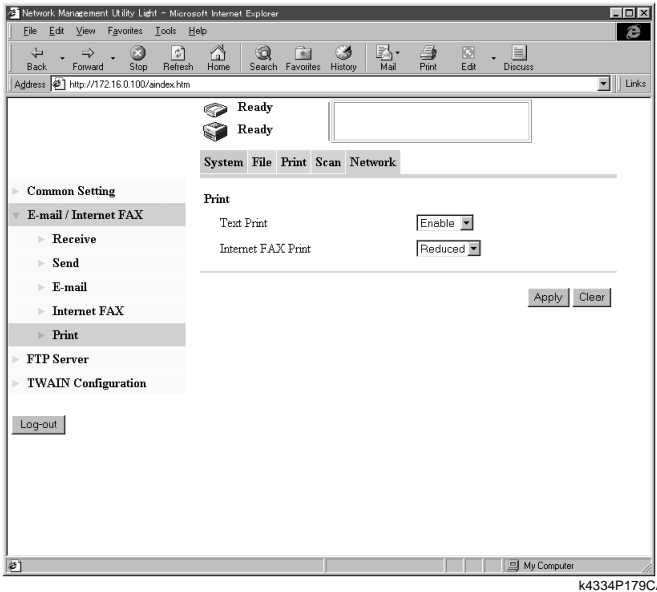 Network Management Utility Light - Microsoft Internet Explorer
File Edit View Favorites Tools Help
Back Forward Stop Refresh Home Search Favorites History Mail Print Edit Discuss
Address http://172.16.0.100/aindex.htm Links
Ready
Ready
System File Print Scan Network
Common Setting
E-mail / Internet FAX
Receive
Send
E-mail
Internet FAX
Print
FTP Server
TWAIN Configuration
Log-out
Print
Text Print Enable
Internet FAX Print Reduced
Apply Clear
My Computer
k4334P179CA